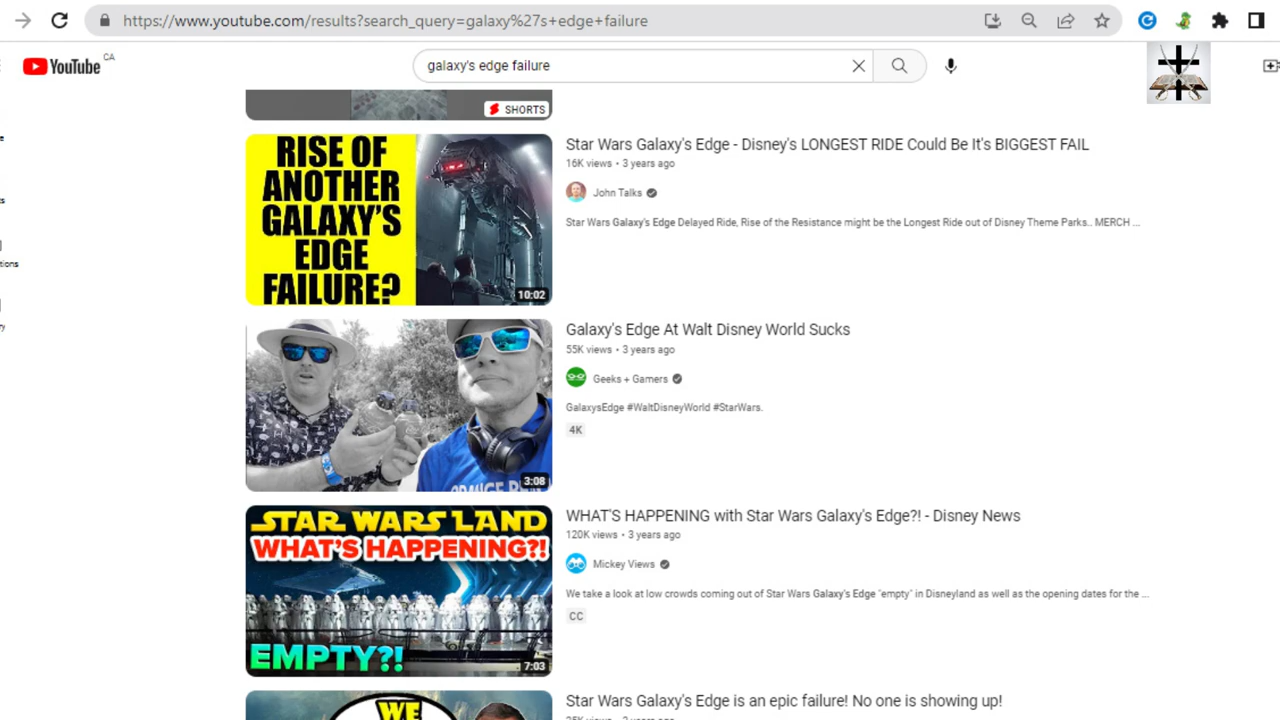 https://www.youtube.com/results?search_query=galaxy%27s+edge+failure
YouTube CA
galaxy's edge failure
SHORTS
RISE OF
ANOTHER
GALAXY'S
EDGE
FAILURE?
10:02
Star Wars Galaxy's Edge - Disney's LONGEST RIDE Could Be It's BIGGEST FAIL
16K views • 3 years ago
John Talks
Star Wars Galaxy's Edge Delayed Ride, Rise of the Resistance might be the Longest Ride out of Disney Theme Parks.. MERCH ...
3:08
Galaxy's Edge At Walt Disney World Sucks
55K views • 3 years ago
Geeks + Gamers
GalaxysEdge #WaltDisneyWorld #StarWars.
4K
STAR WARS LAND
WHAT'S HAPPENING?!
EMPTY?!
7:03
WHAT'S HAPPENING with Star Wars Galaxy's Edge?! - Disney News
120K views • 3 years ago
Mickey Views
We take a look at low crowds coming out of Star Wars Galaxy's Edge "empty" in Disneyland as well as the opening dates for the ...
CC
WE
Star Wars Galaxy's Edge is an epic failure! No one is showing up!